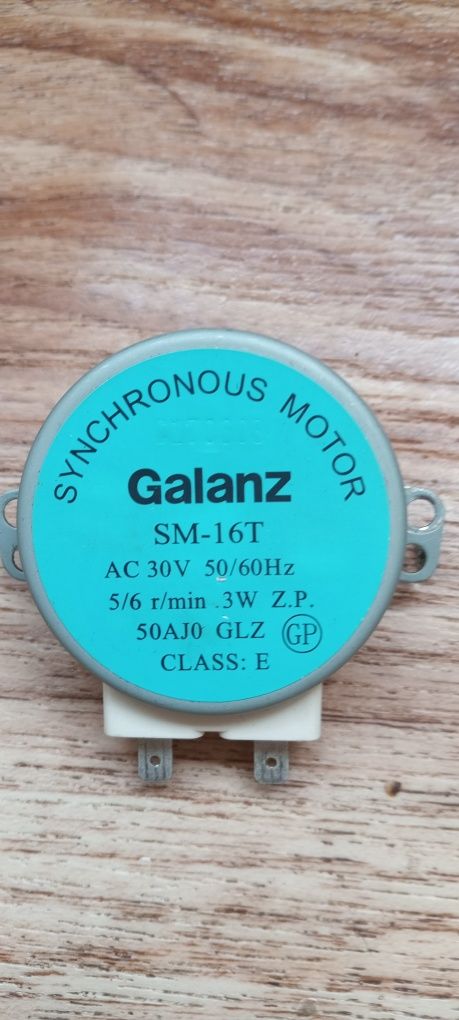 SYNCHRONOUS MOTOR
Galanz
SM-16T
AC 30V 50/60Hz
5/6 r/min .3W Z.P.
50AJ0 GLZ GP
CLASS: E